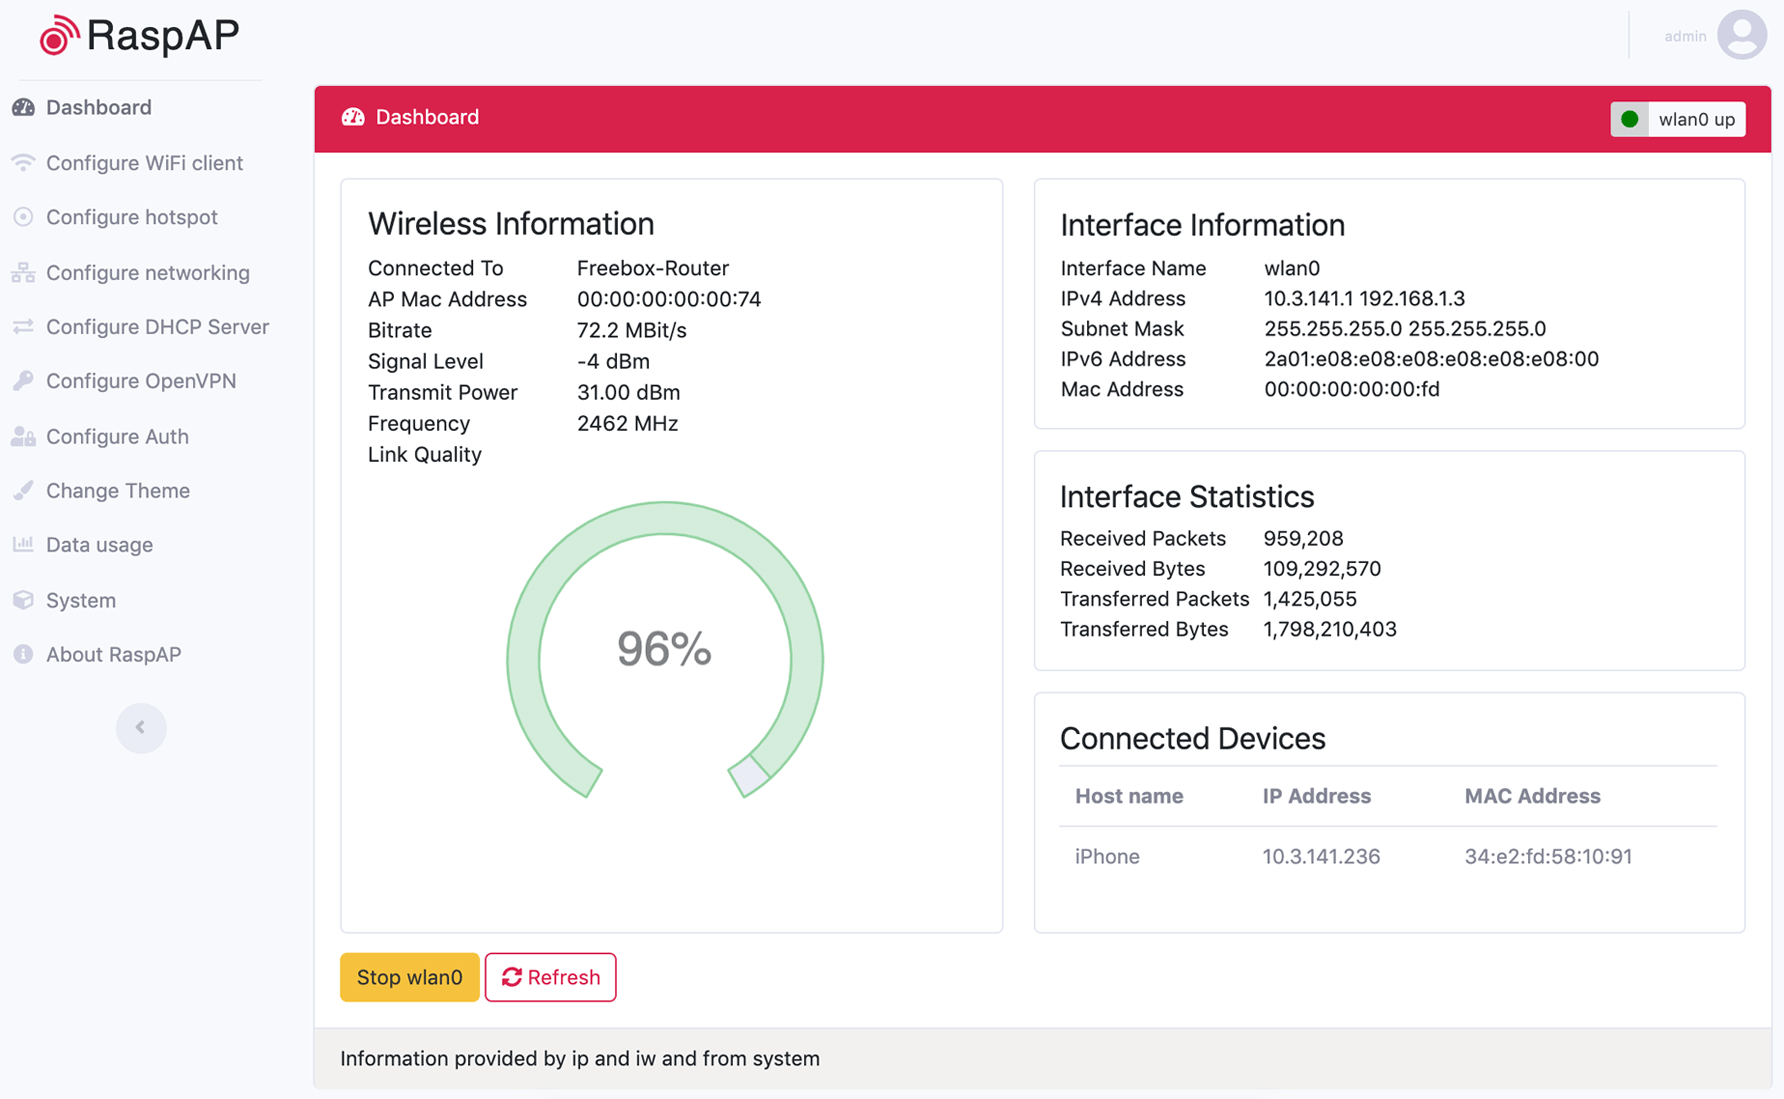 RaspAP
admin
Dashboard
Configure WiFi client
Configure hotspot
Configure networking
Configure DHCP Server
Configure OpenVPN
Configure Auth
Change Theme
Data usage
System
About RaspAP
Dashboard
wlan0 up
Wireless Information
Connected To Freebox-Router
AP Mac Address 00:00:00:00:00:74
Bitrate 72.2 MBit/s
Signal Level -4 dBm
Transmit Power 31.00 dBm
Frequency 2462 MHz
Link Quality
96%
Interface Information
Interface Name wlan0
IPv4 Address 10.3.141.1 192.168.1.3
Subnet Mask 255.255.255.0 255.255.255.0
IPv6 Address 2a01:e08:e08:e08:e08:e08:e08:00
Mac Address 00:00:00:00:00:fd
Interface Statistics
Received Packets 959,208
Received Bytes 109,292,570
Transferred Packets 1,425,055
Transferred Bytes 1,798,210,403
Connected Devices
Host name IP Address MAC Address
iPhone 10.3.141.236 34:e2:fd:58:10:91
Stop wlan0 Refresh
Information provided by ip and iw and from system